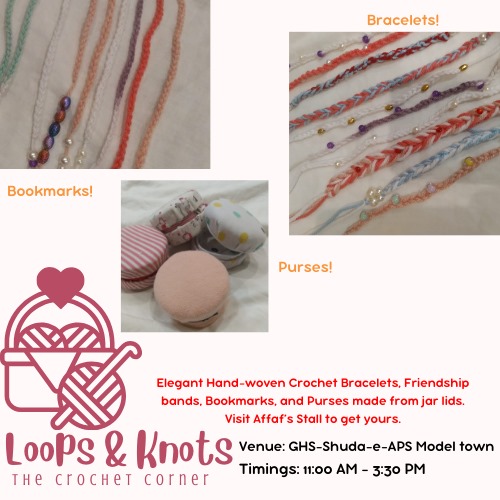 Bracelets!
Bookmarks!
Purses!
Elegant Hand-woven Crochet Bracelets, Friendship
bands, Bookmarks, and Purses made from jar lids.
Visit Affaf's Stall to get yours.
Loops & Knots
THE CROCHET CORNER
Venue: GHS-Shuda-e-APS Model town
Timings: 11:00 AM - 3:30 PM